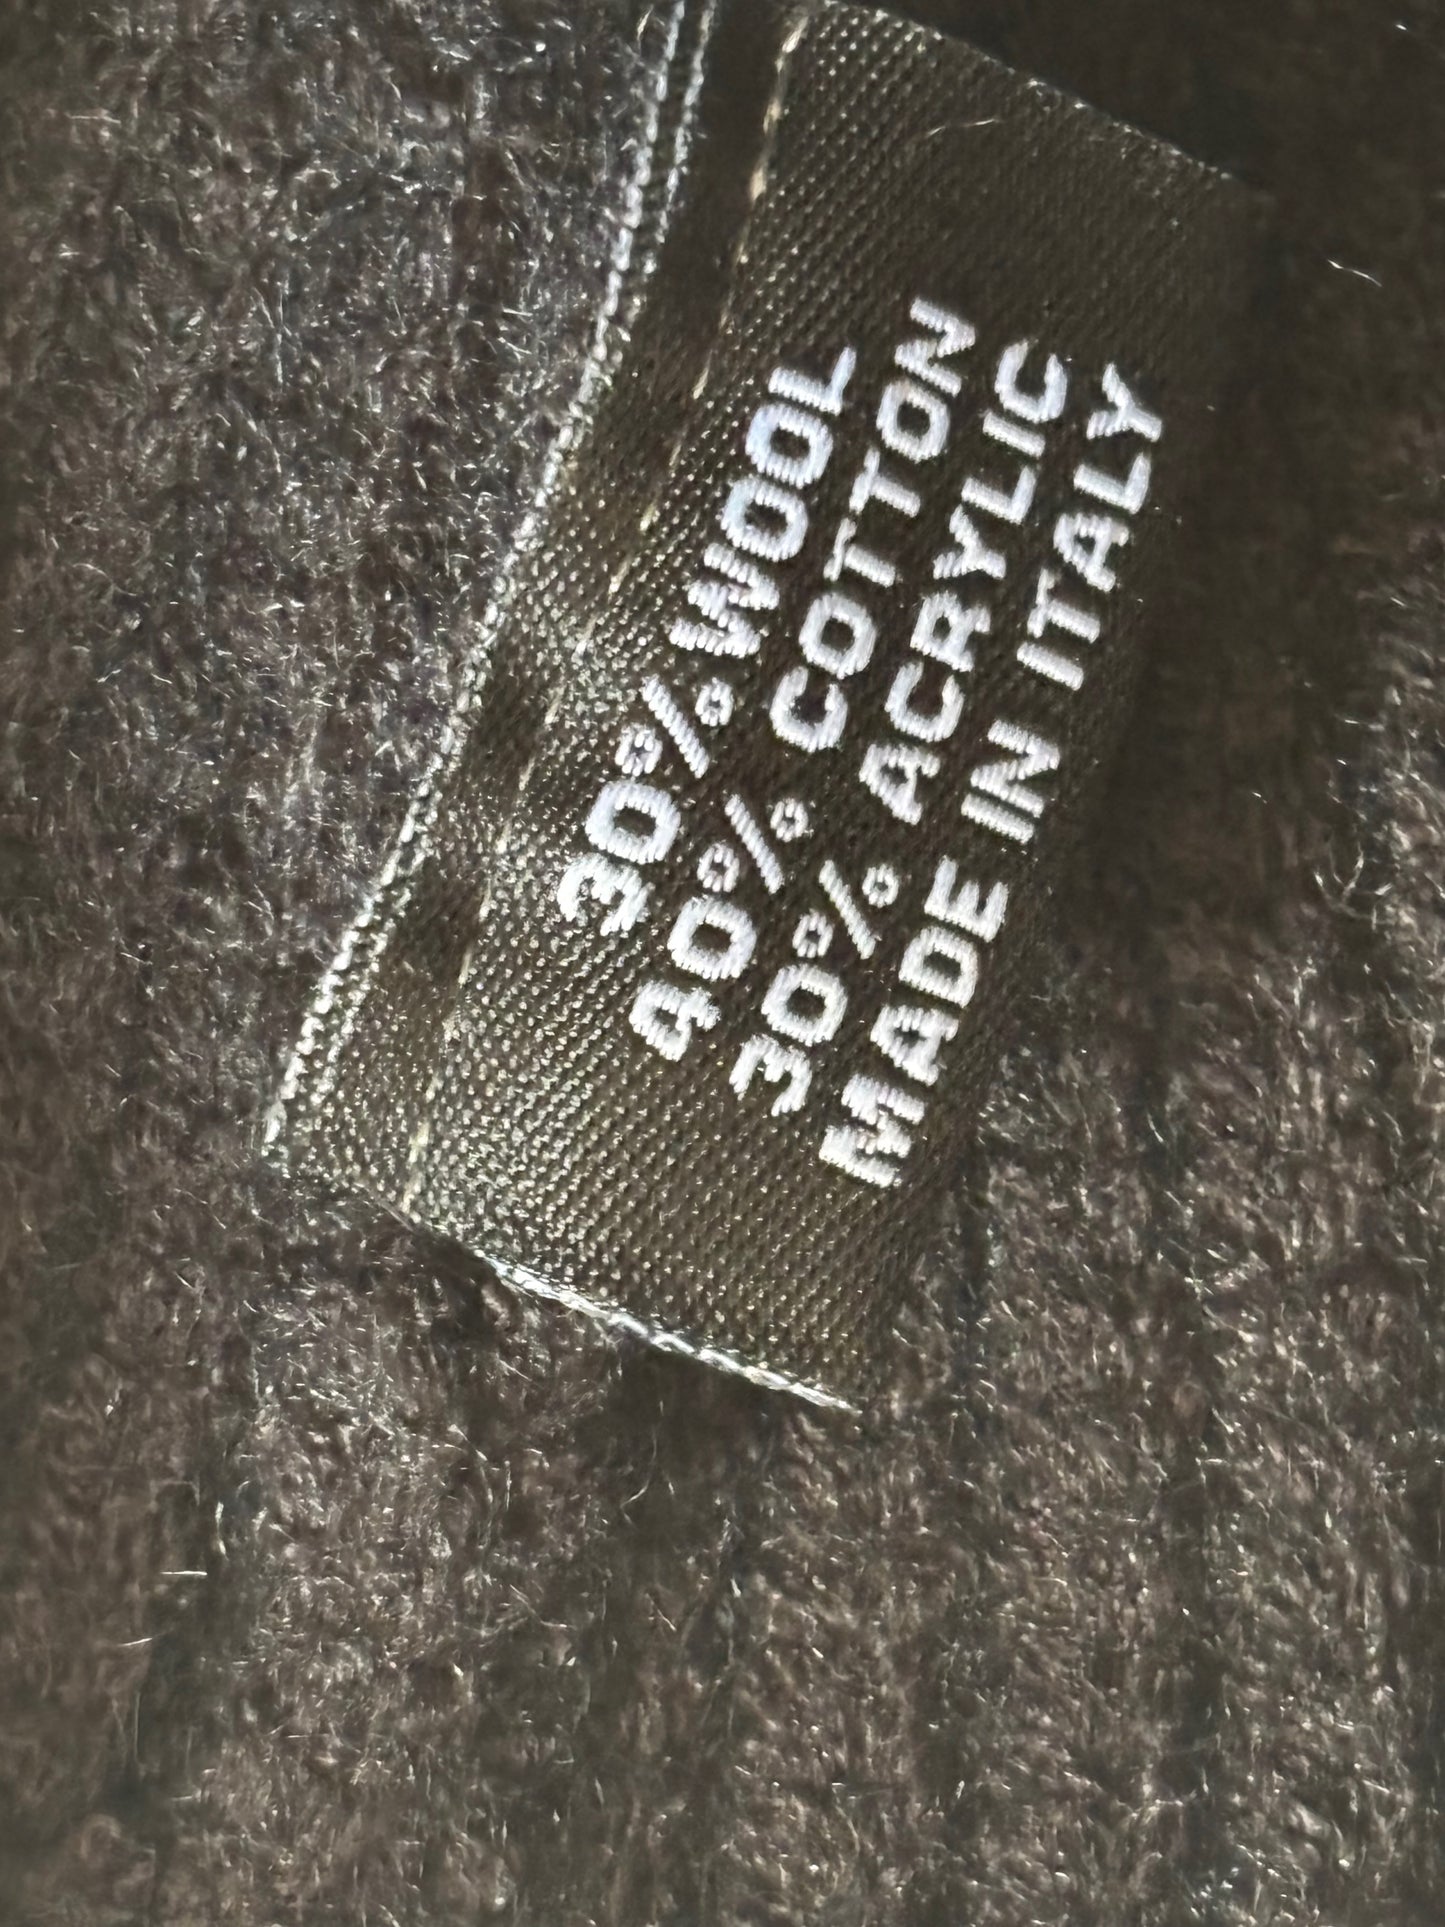 30% WOOL
40% COTTON
30% ACRYLIC
MADE IN ITALY